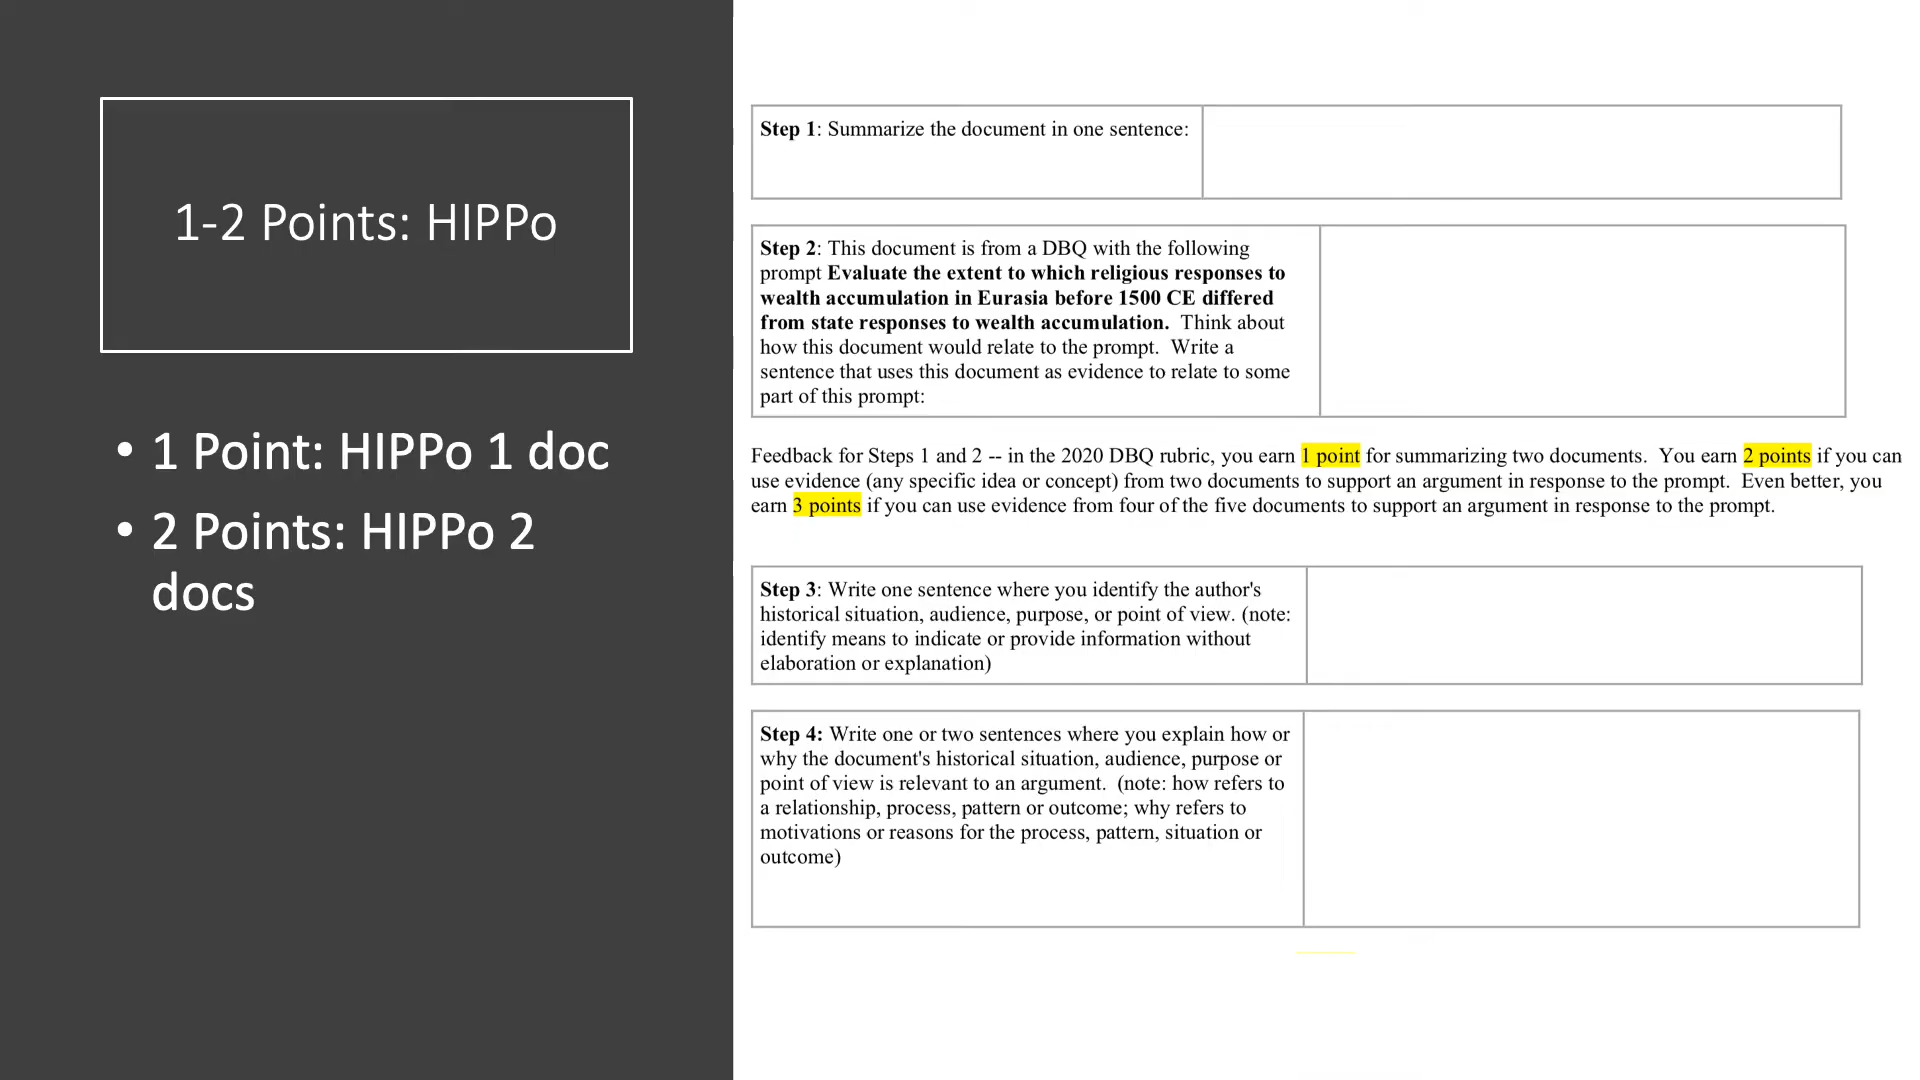 1-2 Points: HIPPo
• 1 Point: HIPPo 1 doc
• 2 Points: HIPPo 2
docs
Step 1: Summarize the document in one sentence:
Step 2: This document is from a DBQ with the following
prompt Evaluate the extent to which religious responses to
wealth accumulation in Eurasia before 1500 CE differed
from state responses to wealth accumulation.  Think about
how this document would relate to the prompt.  Write a
sentence that uses this document as evidence to relate to some
part of this prompt:
Feedback for Steps 1 and 2 -- in the 2020 DBQ rubric, you earn 1 point for summarizing two documents.  You earn 2 points if you can
use evidence (any specific idea or concept) from two documents to support an argument in response to the prompt.  Even better, you
earn 3 points if you can use evidence from four of the five documents to support an argument in response to the prompt.
Step 3: Write one sentence where you identify the author's
historical situation, audience, purpose, or point of view. (note:
identify means to indicate or provide information without
elaboration or explanation)
Step 4: Write one or two sentences where you explain how or
why the document's historical situation, audience, purpose or
point of view is relevant to an argument.  (note: how refers to
a relationship, process, pattern or outcome; why refers to
motivations or reasons for the process, pattern, situation or
outcome)